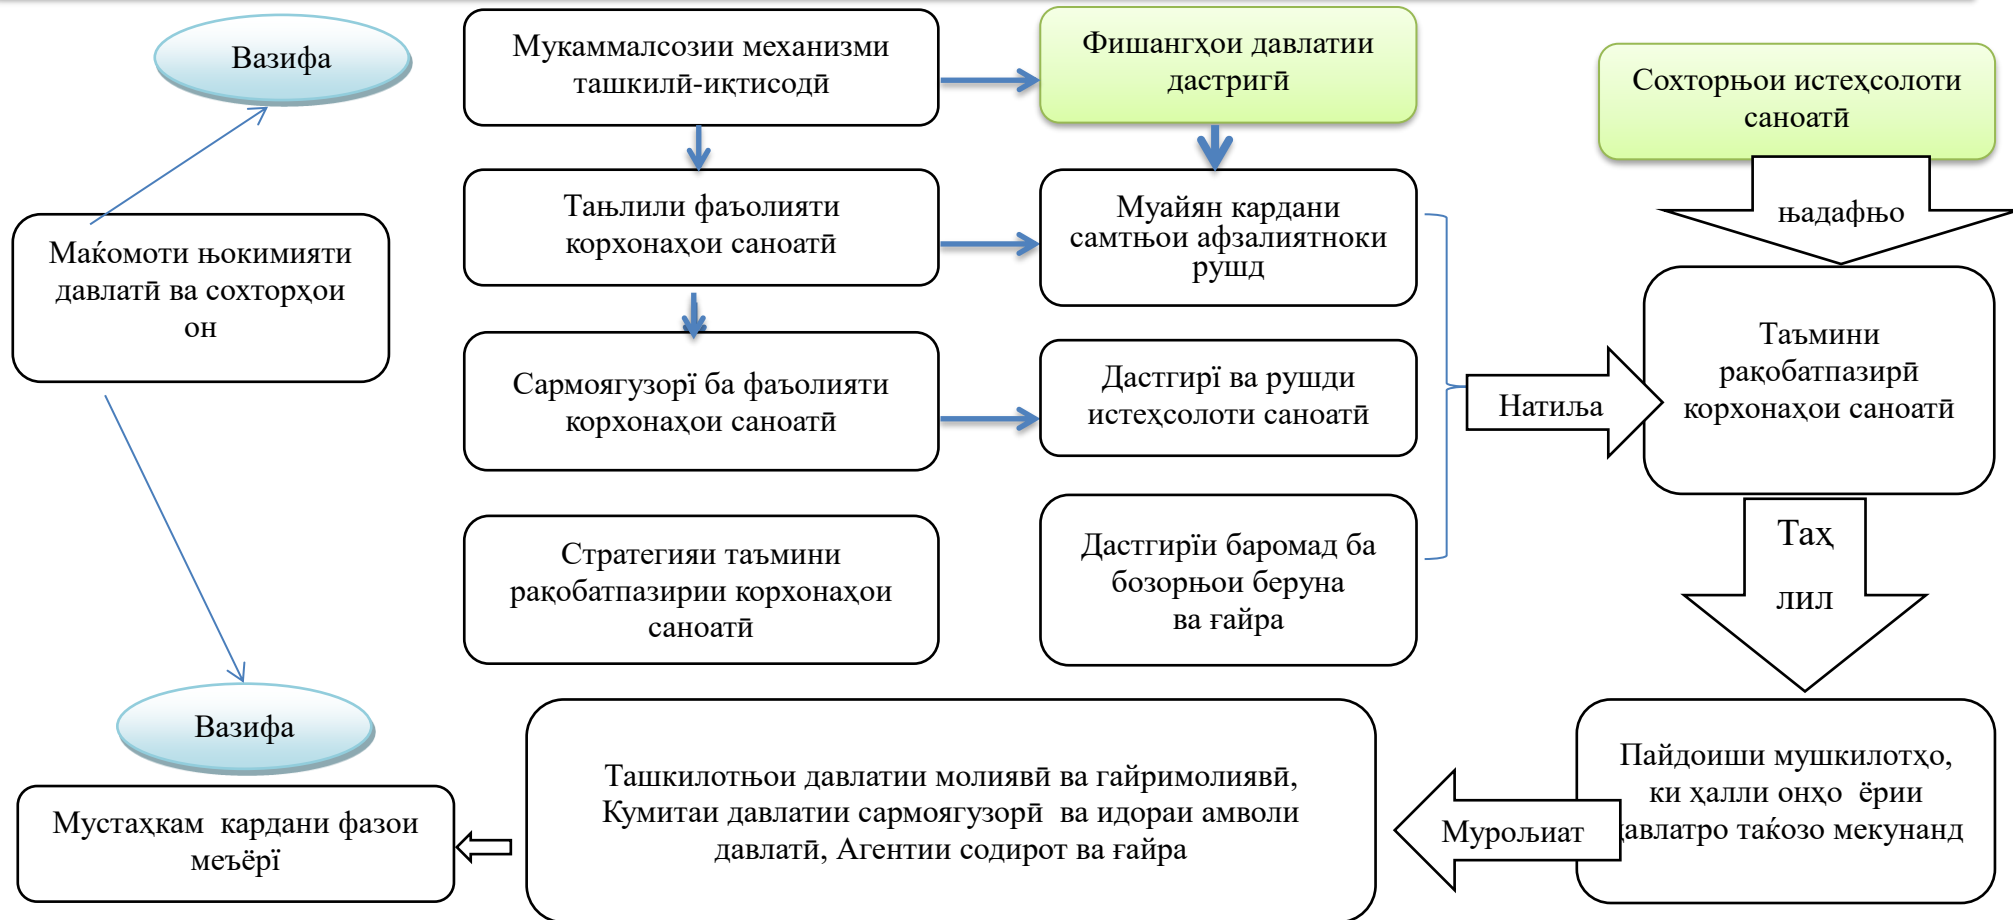 Вазифа
Мукаммалсозии механизми
ташкилӣ-иқтисодӣ
Фишангҳои давлатии
дастригӣ
Сохторњои истеҳсолоти
саноатӣ
Маќомоти њокимияти
давлатӣ ва сохторҳои
он
Тањлили фаъолияти
корхонаҳои саноатӣ
Муайян кардани
самтњои афзалиятноки
рушд
њадафњо
Сармоягузорї ба фаъолияти
корхонаҳои саноатӣ
Дастгирї ва рушди
истеҳсолоти саноатӣ
Натиља
Таъмини
рақобатпазирӣ
корхонаҳои саноатӣ
Стратегияи таъмини
рақобатпазирии корхонаҳои
саноатӣ
Дастгирїи баромад ба
бозорњои беруна
ва ғайра
Таҳ
лил
Вазифа
Мустаҳкам кардани фазои
меъёрї
Ташкилотњои давлатии молиявӣ ва гайримолиявӣ,
Кумитаи давлатии сармоягузорӣ ва идораи амволи
давлатӣ, Агентии содирот ва ғайра
Мурољиат
Пайдоиши мушкилотҳо,
ки ҳалли онҳо ёрии
давлатро таќозо мекунанд